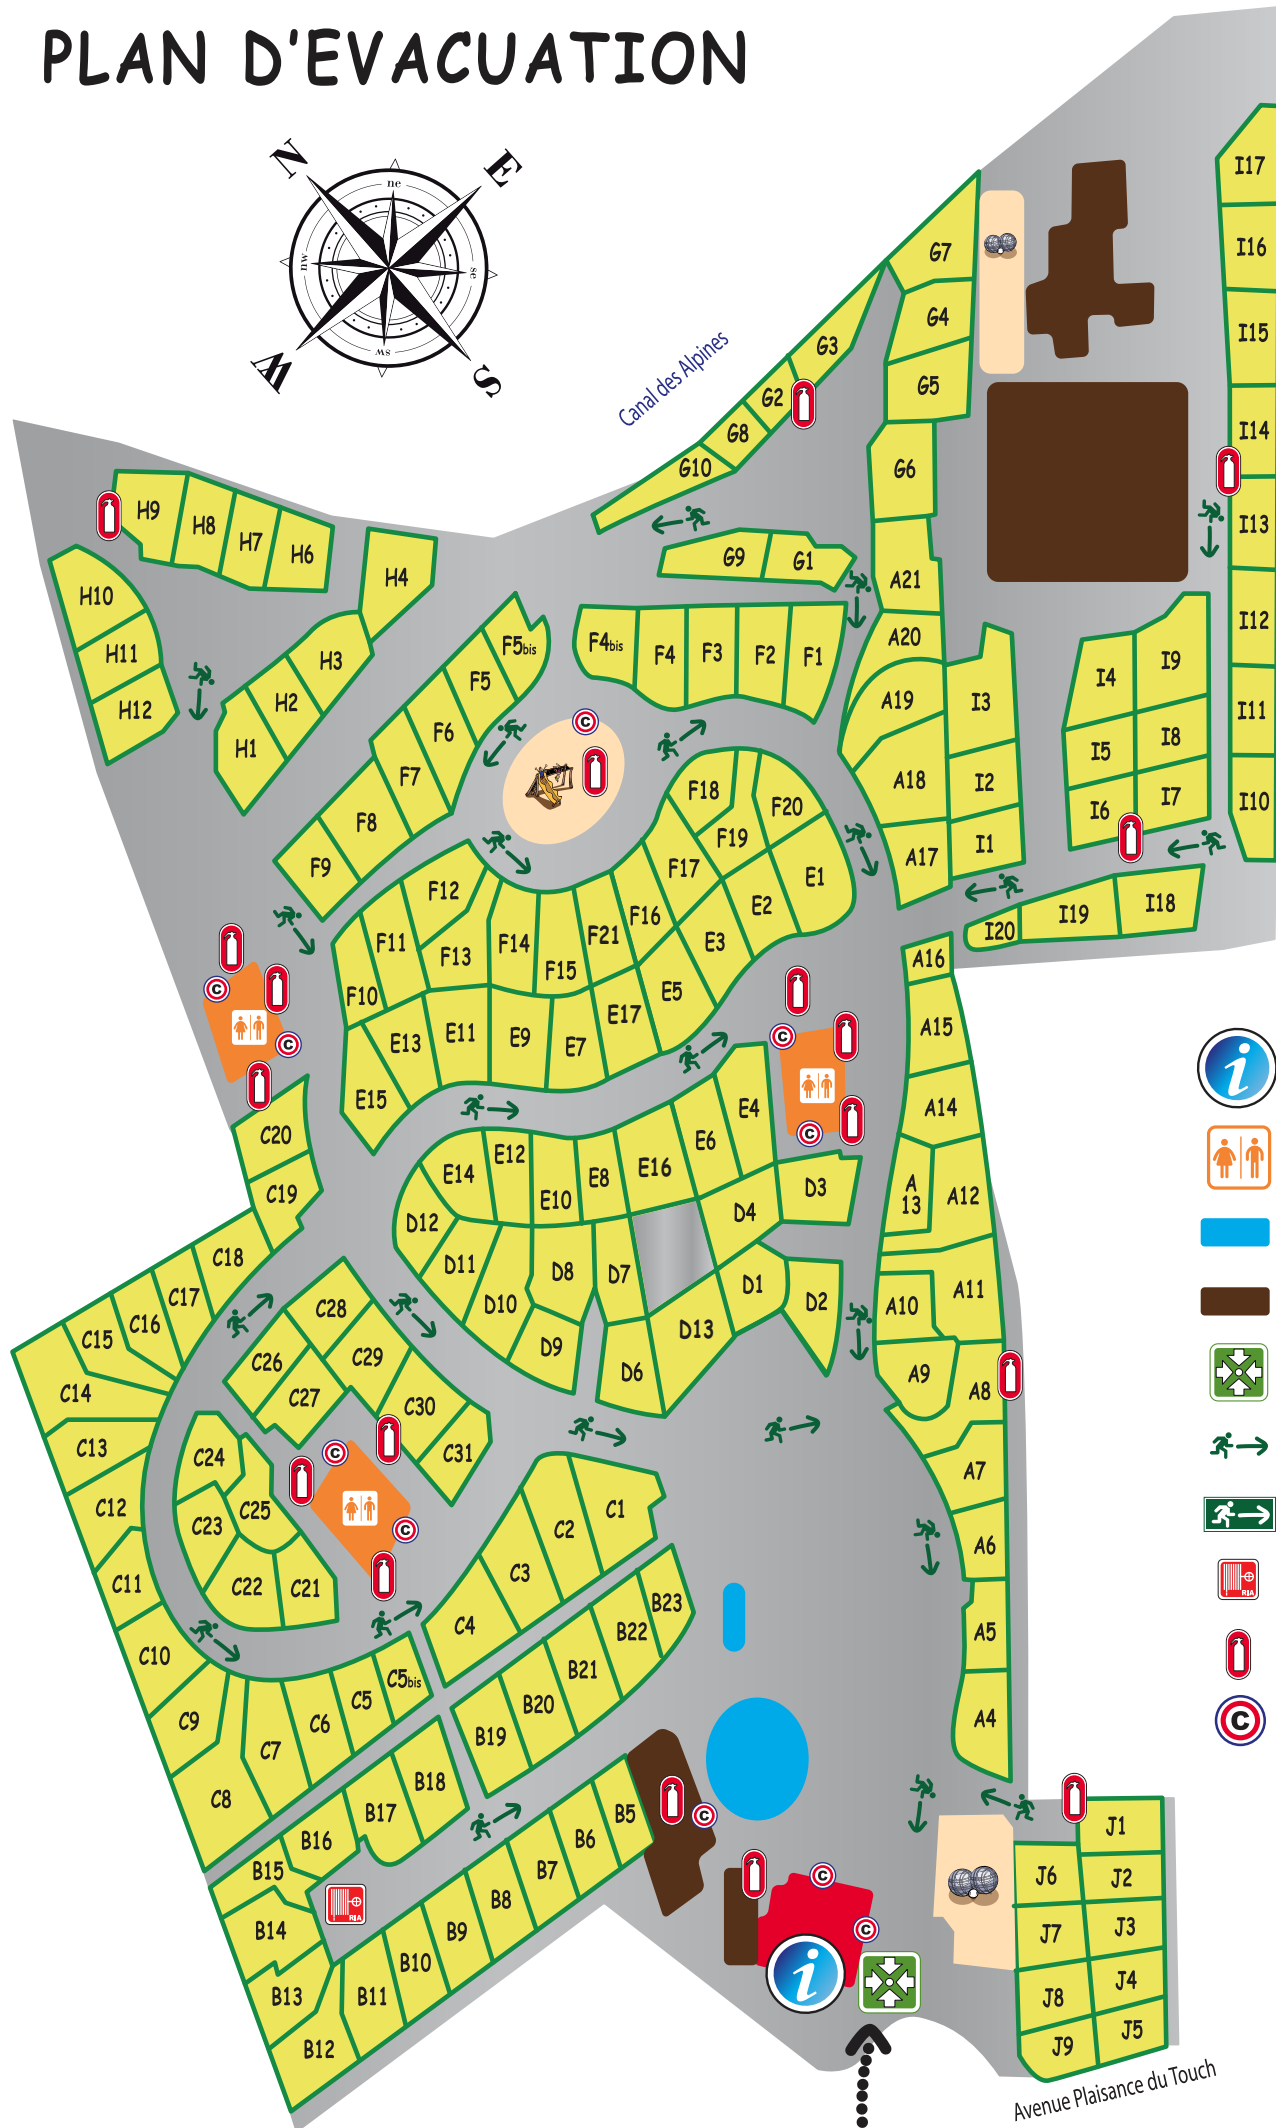 PLAN D'EVACUATION
N
E
ne
nw
se
sw
W
S
Canal des Alpines
I17
G7
I16
G4
G3
I15
G5
G2
G8
I14
G10
G6
H9
H8
H7
H6
I13
G9
G1
H4
A21
H10
I12
A20
H11
H3
F5bis
F4bis
F4
F3
F2
F1
I9
I4
H12
H2
F5
A19
I3
I11
H1
F6
C
I5
I8
F7
A18
I2
F18
F20
I6
I7
I10
F8
F19
A17
I1
F9
F17
E1
F12
E2
I18
F16
I19
F11
F13
F14
F21
E3
I20
F15
A16
C
F10
E5
E17
A15
E13
E11
E9
E7
C
C
i
E15
E4
A14
C20
E6
C
E12
E14
E16
E8
C19
E10
D3
A
13
A12
D12
D4
C18
D11
D8
D7
C17
D1
A11
C28
D10
D2
A10
C16
C15
D13
C29
D9
C26
D6
A9
C14
C27
A8
C30
C13
C
C31
C24
A7
C12
C25
C1
C23
C2
A6
C3
C11
C22
C21
RIA
B23
C4
B22
A5
C10
B21
C5bis
C9
C5
B20
C6
A4
C
B19
C7
B18
C8
B17
B5
C
J1
B16
B6
B15
B7
C
J6
J2
B8
RIA
B14
B9
C
J7
J3
B10
i
J4
B13
B11
J8
J5
B12
J9
Avenue Plaisance du Touch